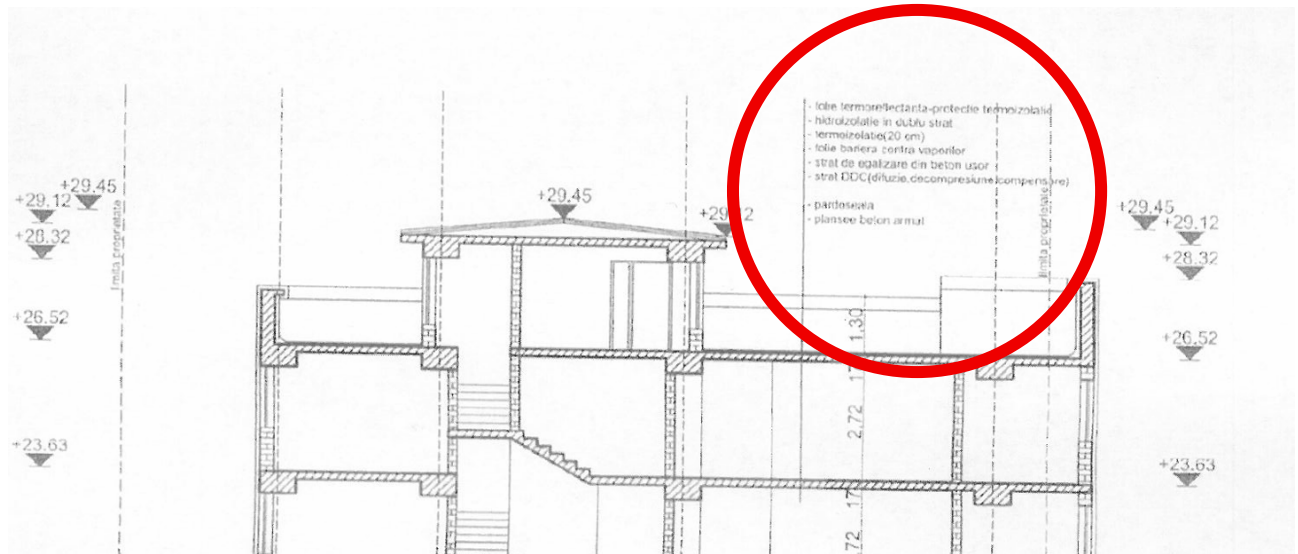 - folie termoreflectanta-protectie termoizolatie
- hidroizolatie in dublu strat
- termoizolatie(20 cm)
- folie bariera contra vaporilor
- strat de egalizare din beton usor
- strat DDC(difuzie,decompresiune,compensare)
- pardoseala
- plansee beton armat
+29.45
+29.12
+28.32
+26.52
+23.63
limita proprietate
+29.45
+29.12
limita proprietate
+29.45
+29.12
+28.32
+26.52
+23.63
1.30
2.72
.72